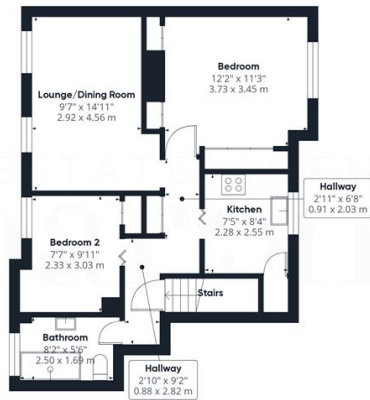 Bedroom
12'2" x 11'3"
3.73 x 3.45 m
Lounge/Dining Room
9'7" x 14'11"
2.92 x 4.56 m
Hallway
2'11" x 6'8"
0.91 x 2.03 m
Kitchen
7'5" x 8'4"
2.28 x 2.55 m
Bedroom 2
7'7" x 9'11"
2.33 x 3.03 m
Stairs
Bathroom
8'2" x 5'6"
2.50 x 1.69 m
Hallway
2'10" x 9'2"
0.88 x 2.82 m